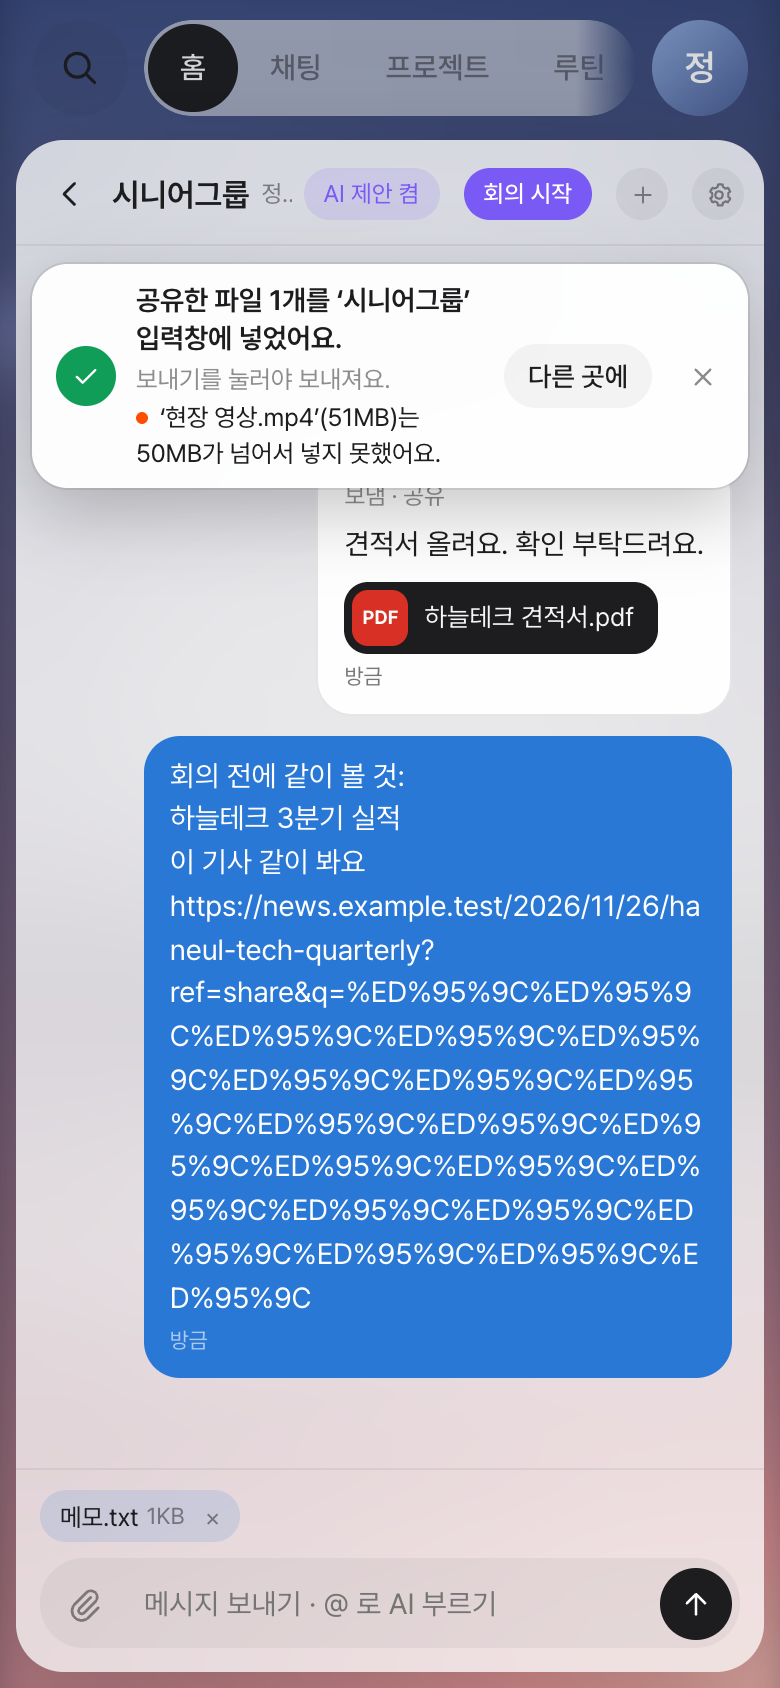 홈 채팅 프로젝트 루틴 정
시니어그룹 정.. AI 제안 켬 회의 시작
공유한 파일 1개를 ‘시니어그룹’
입력창에 넣었어요.
보내기를 눌러야 보내져요.
‘현장 영상.mp4’(51MB)는
50MB가 넘어서 넣지 못했어요.
다른 곳에
보냄 · 공유
견적서 올려요. 확인 부탁드려요.
PDF 하늘테크 견적서.pdf
방금
회의 전에 같이 볼 것:
하늘테크 3분기 실적
이 기사 같이 봐요
https://news.example.test/2026/11/26/ha
neul-tech-quarterly?
ref=share&q=%ED%95%9C%ED%95%9
C%ED%95%9C%ED%95%9C%ED%95%
9C%ED%95%9C%ED%95%9C%ED%95
%9C%ED%95%9C%ED%95%9C%ED%9
5%9C%ED%95%9C%ED%95%9C%ED%
95%9C%ED%95%9C%ED%95%9C%ED
%95%9C%ED%95%9C%ED%95%9C%E
D%95%9C
방금
메모.txt 1KB ×
메시지 보내기 · @ 로 AI 부르기